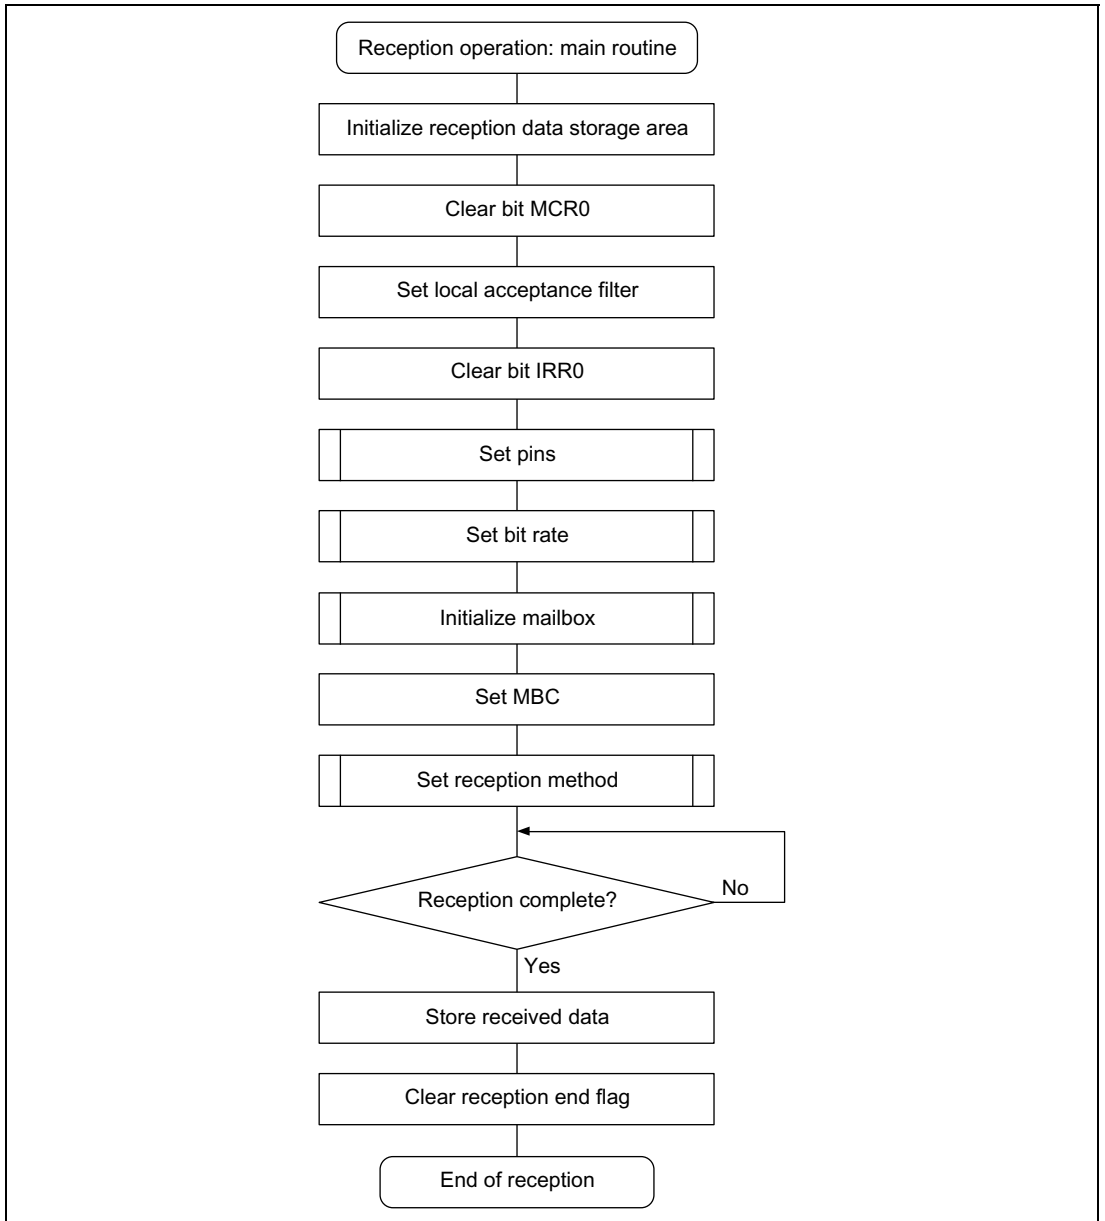 Reception operation: main routine
Initialize reception data storage area
Clear bit MCR0
Set local acceptance filter
Clear bit IRR0
Set pins
Set bit rate
Initialize mailbox
Set MBC
Set reception method
Reception complete?
No
Yes
Store received data
Clear reception end flag
End of reception